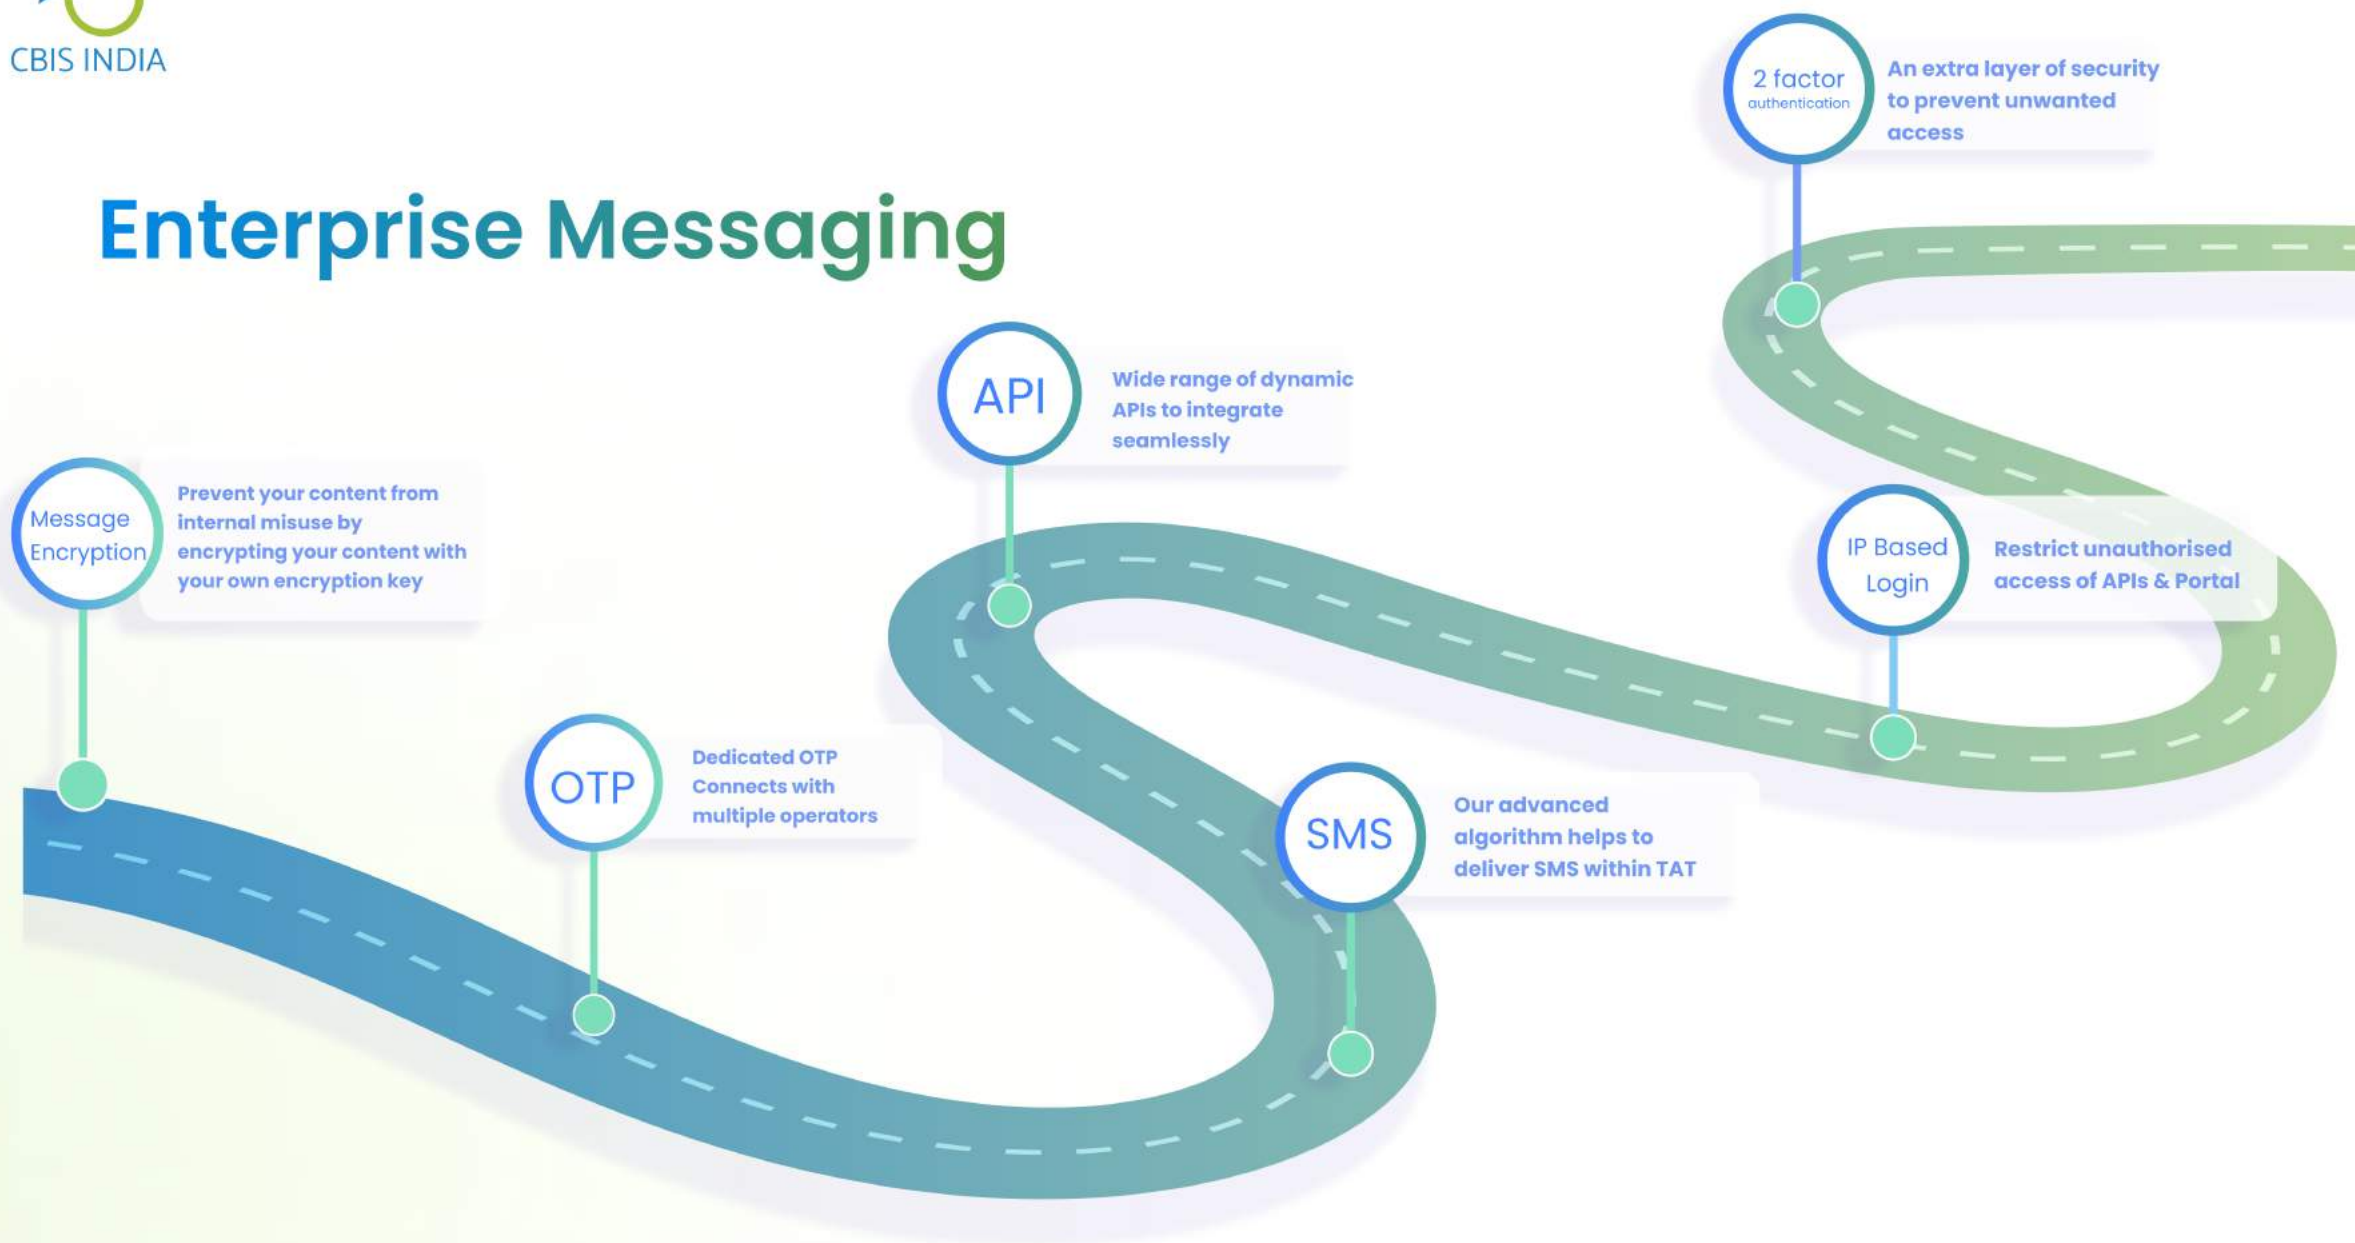 CBIS INDIA
Enterprise Messaging
Message
Encryption
Prevent your content from
internal misuse by
encrypting your content with
your own encryption key
OTP
Dedicated OTP
Connects with
multiple operators
API
Wide range of dynamic
APIs to integrate
seamlessly
SMS
Our advanced
algorithm helps to
deliver SMS within TAT
IP Based
Login
Restrict unauthorised
access of APIs & Portal
2 factor
authentication
An extra layer of security
to prevent unwanted
access